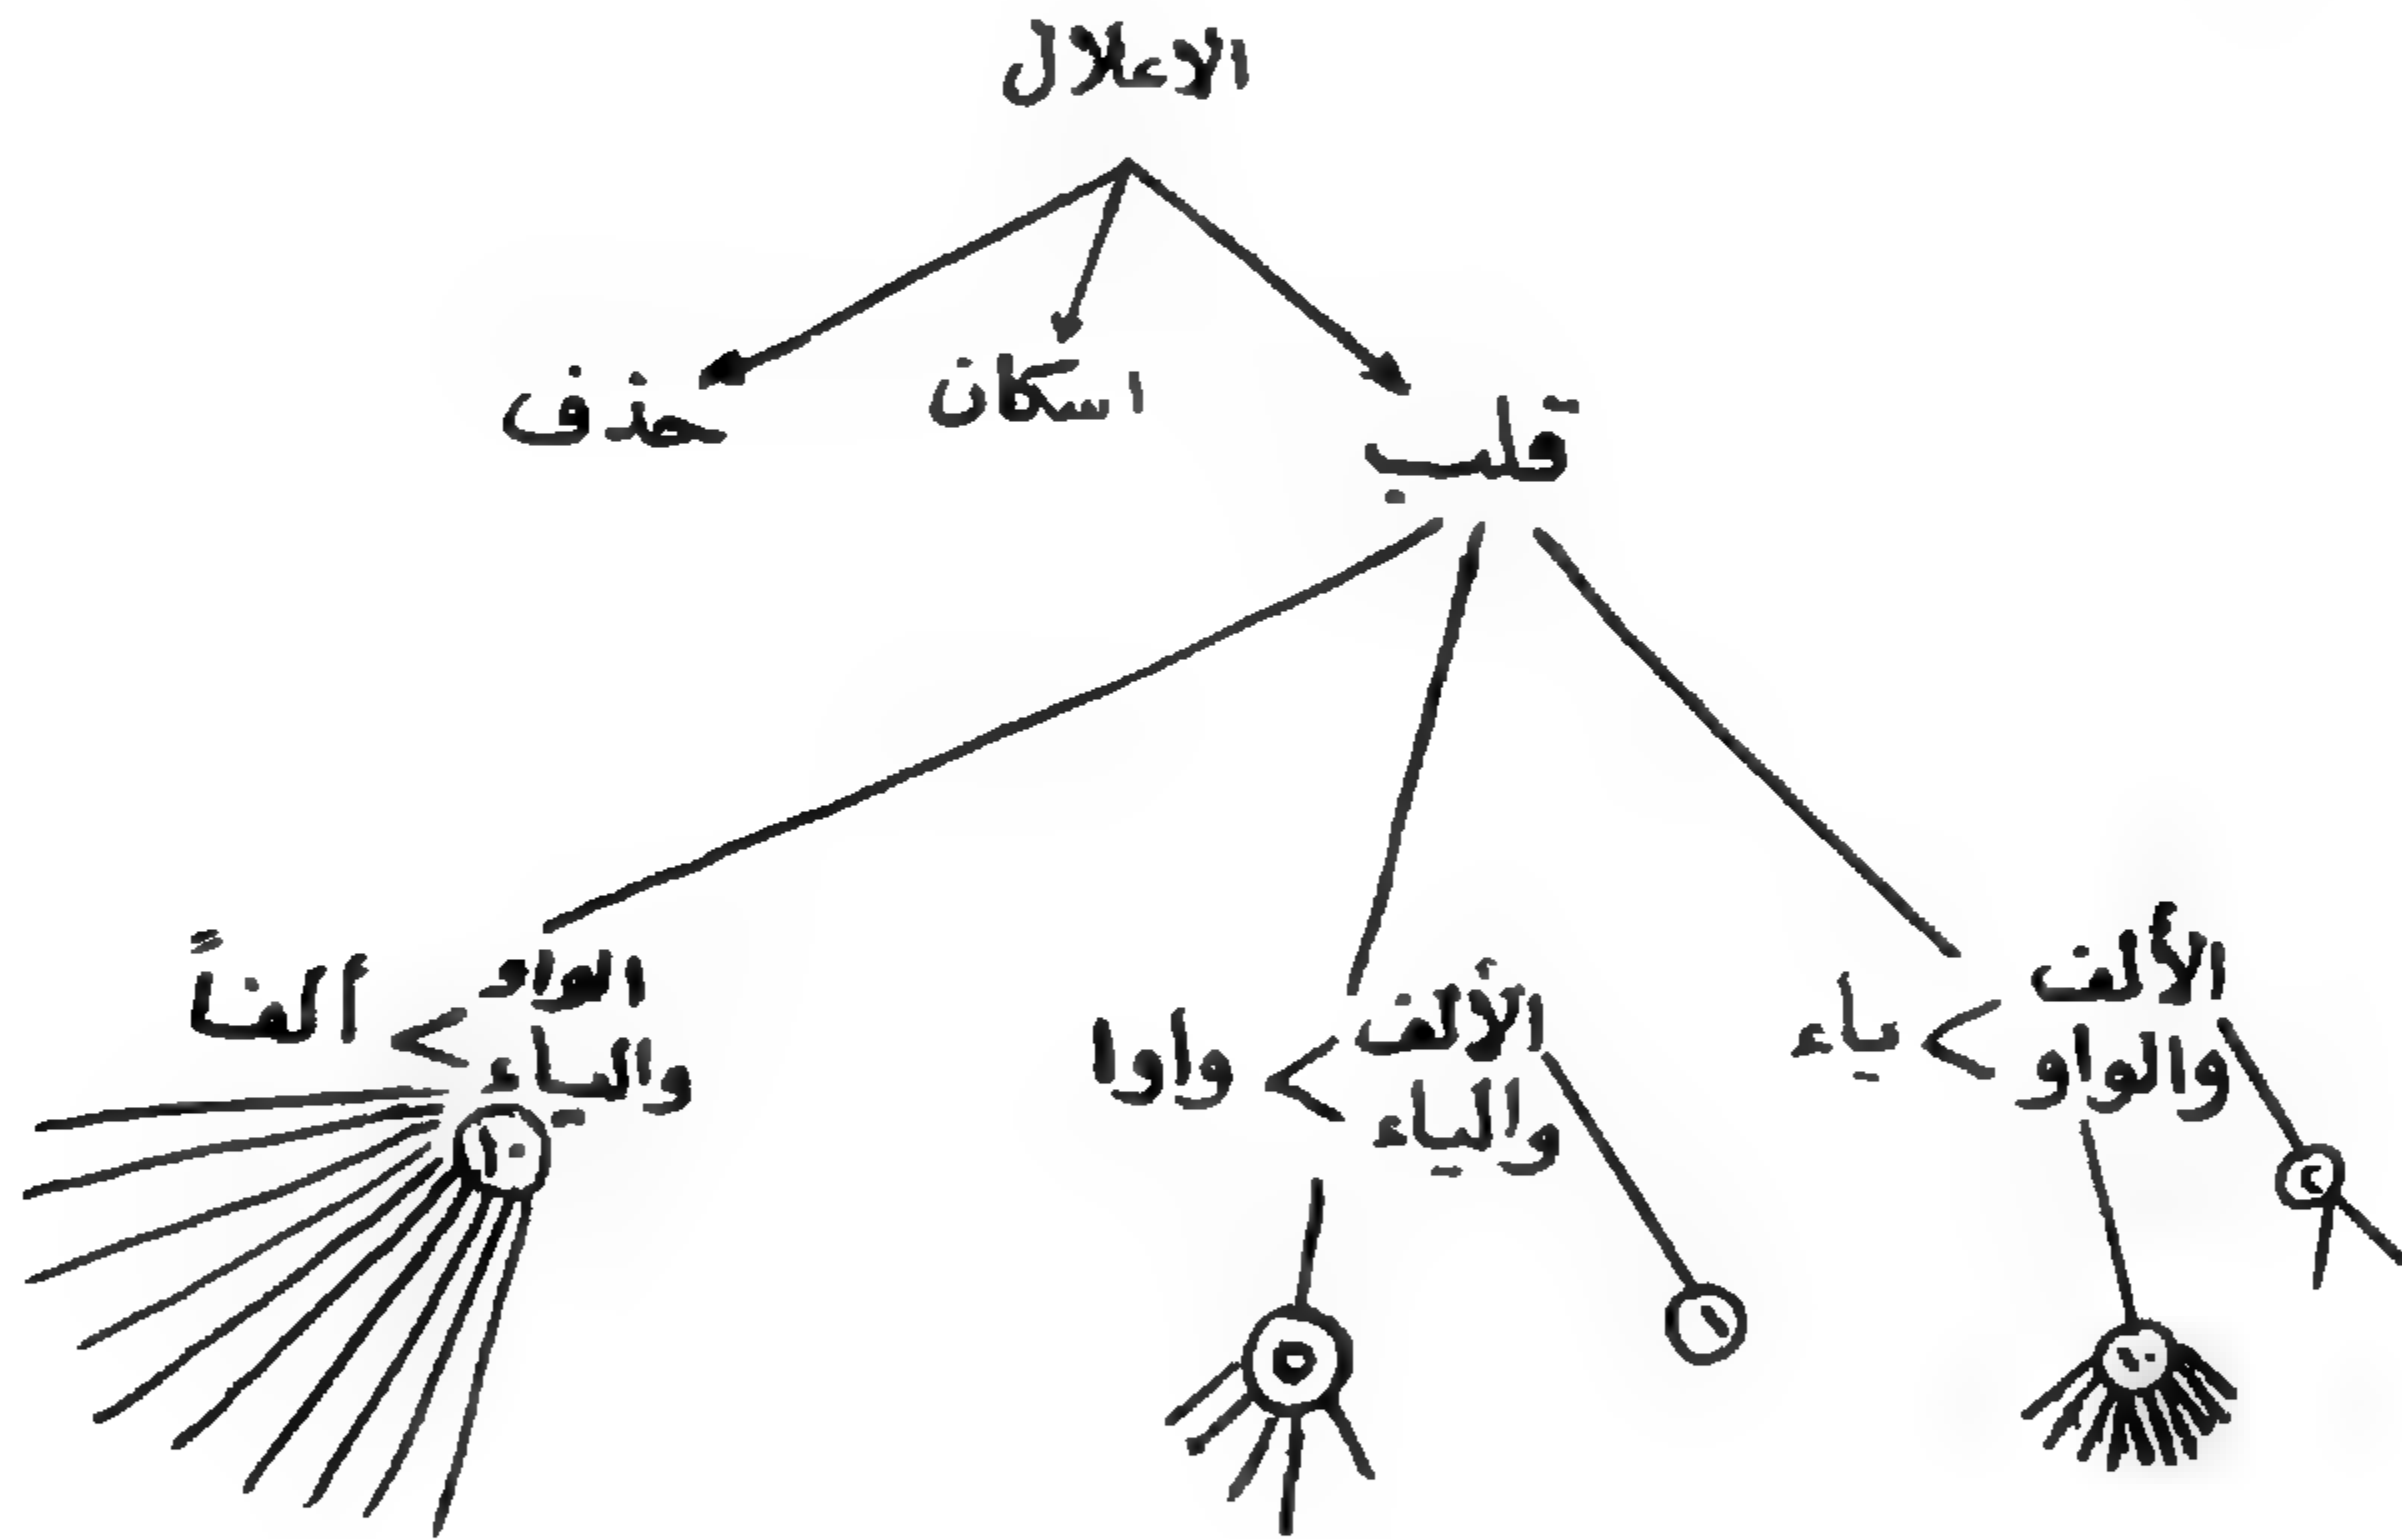 الاعلال
قلب
اسكان
حذف
الألف
والواو
> ياء
الألف
والياء
> واوا
الواو
والياء
> ألفاً
٢
١٠
١
٥
١٠